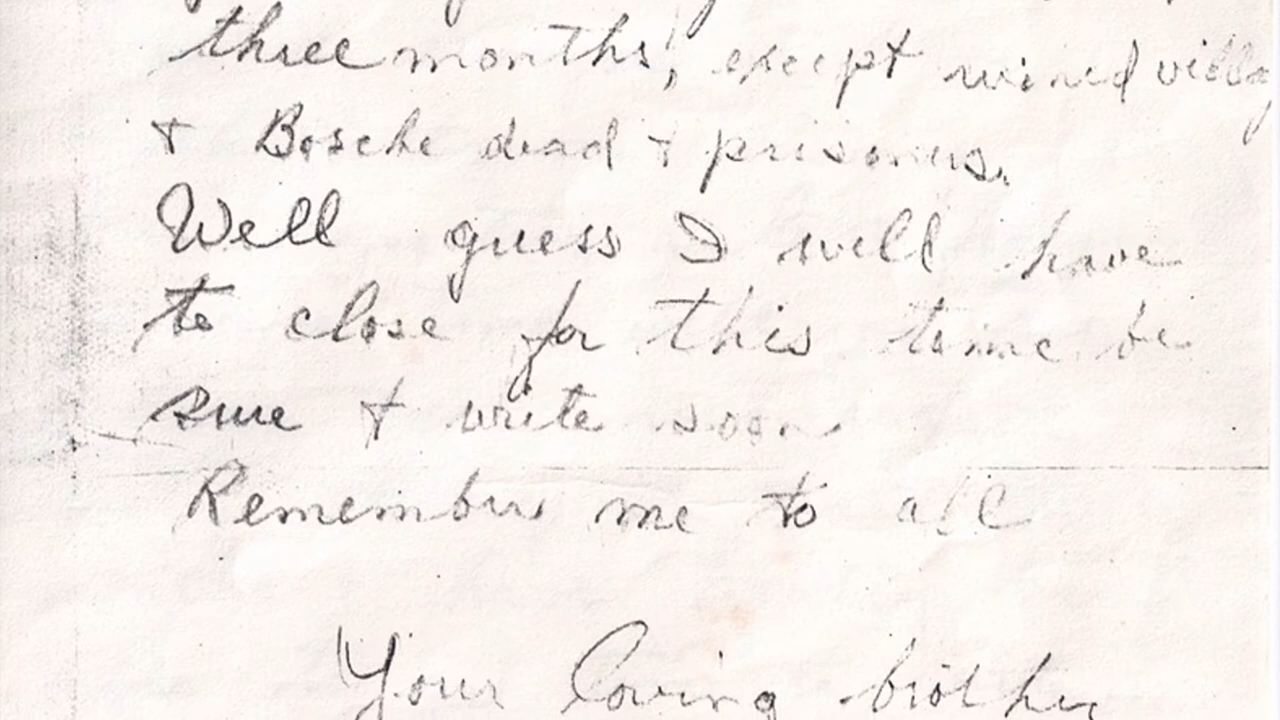 three months, except ruined villa
& Bosche dead & prisoners.
Well guess I will have
to close for this time be
sure & write soon
Remember me to all
Your loving brother